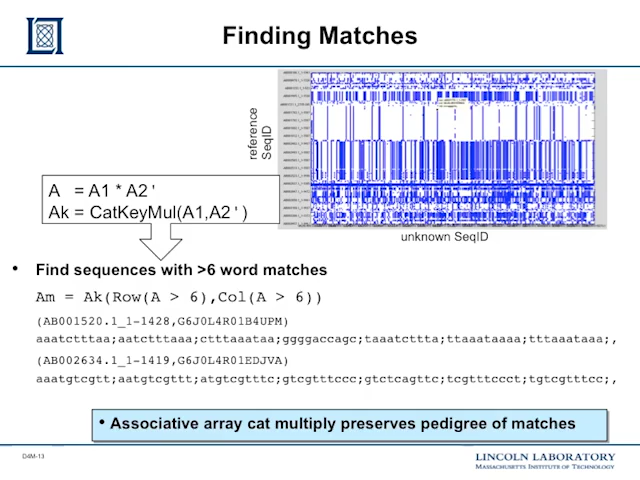 Finding Matches
reference
SeqID
unknown SeqID
A = A1 * A2 '
Ak = CatKeyMul(A1,A2 ' )
• Find sequences with >6 word matches
Am = Ak(Row(A > 6),Col(A > 6))
(AB001520.1_1-1428,G6J0L4R01B4UPM)
aaatctttaa;aatctttaaa;ctttaaataa;ggggaccagc;taaatcttta;ttaaataaaa;tttaaataaa;,
(AB002634.1_1-1419,G6J0L4R01EDJVA)
aaatgtcgtt;aatgtcgttt;atgtcgtttc;gtcgtttccc;gtctcagttc;tcgtttccct;tgtcgtttcc;,
• Associative array cat multiply preserves pedigree of matches
D4M-13
LINCOLN LABORATORY
MASSACHUSETTS INSTITUTE OF TECHNOLOGY